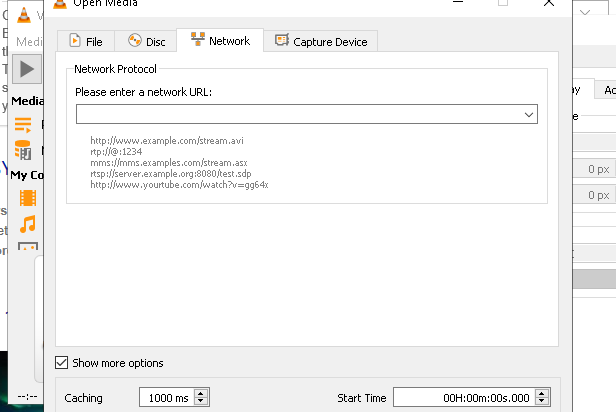 Open Media
Media
File
Disc
Network
Capture Device
Network Protocol
Please enter a network URL:
http://www.example.com/stream.avi
rtp://@:1234
mms://mms.examples.com/stream.asx
rtsp://server.example.org:8080/test.sdp
http://www.yourtube.com/watch?v=gg64x
Media
My Co
0 px
0 px
Show more options
Caching
1000 ms
Start Time
00H:00m:00s.000
--:--